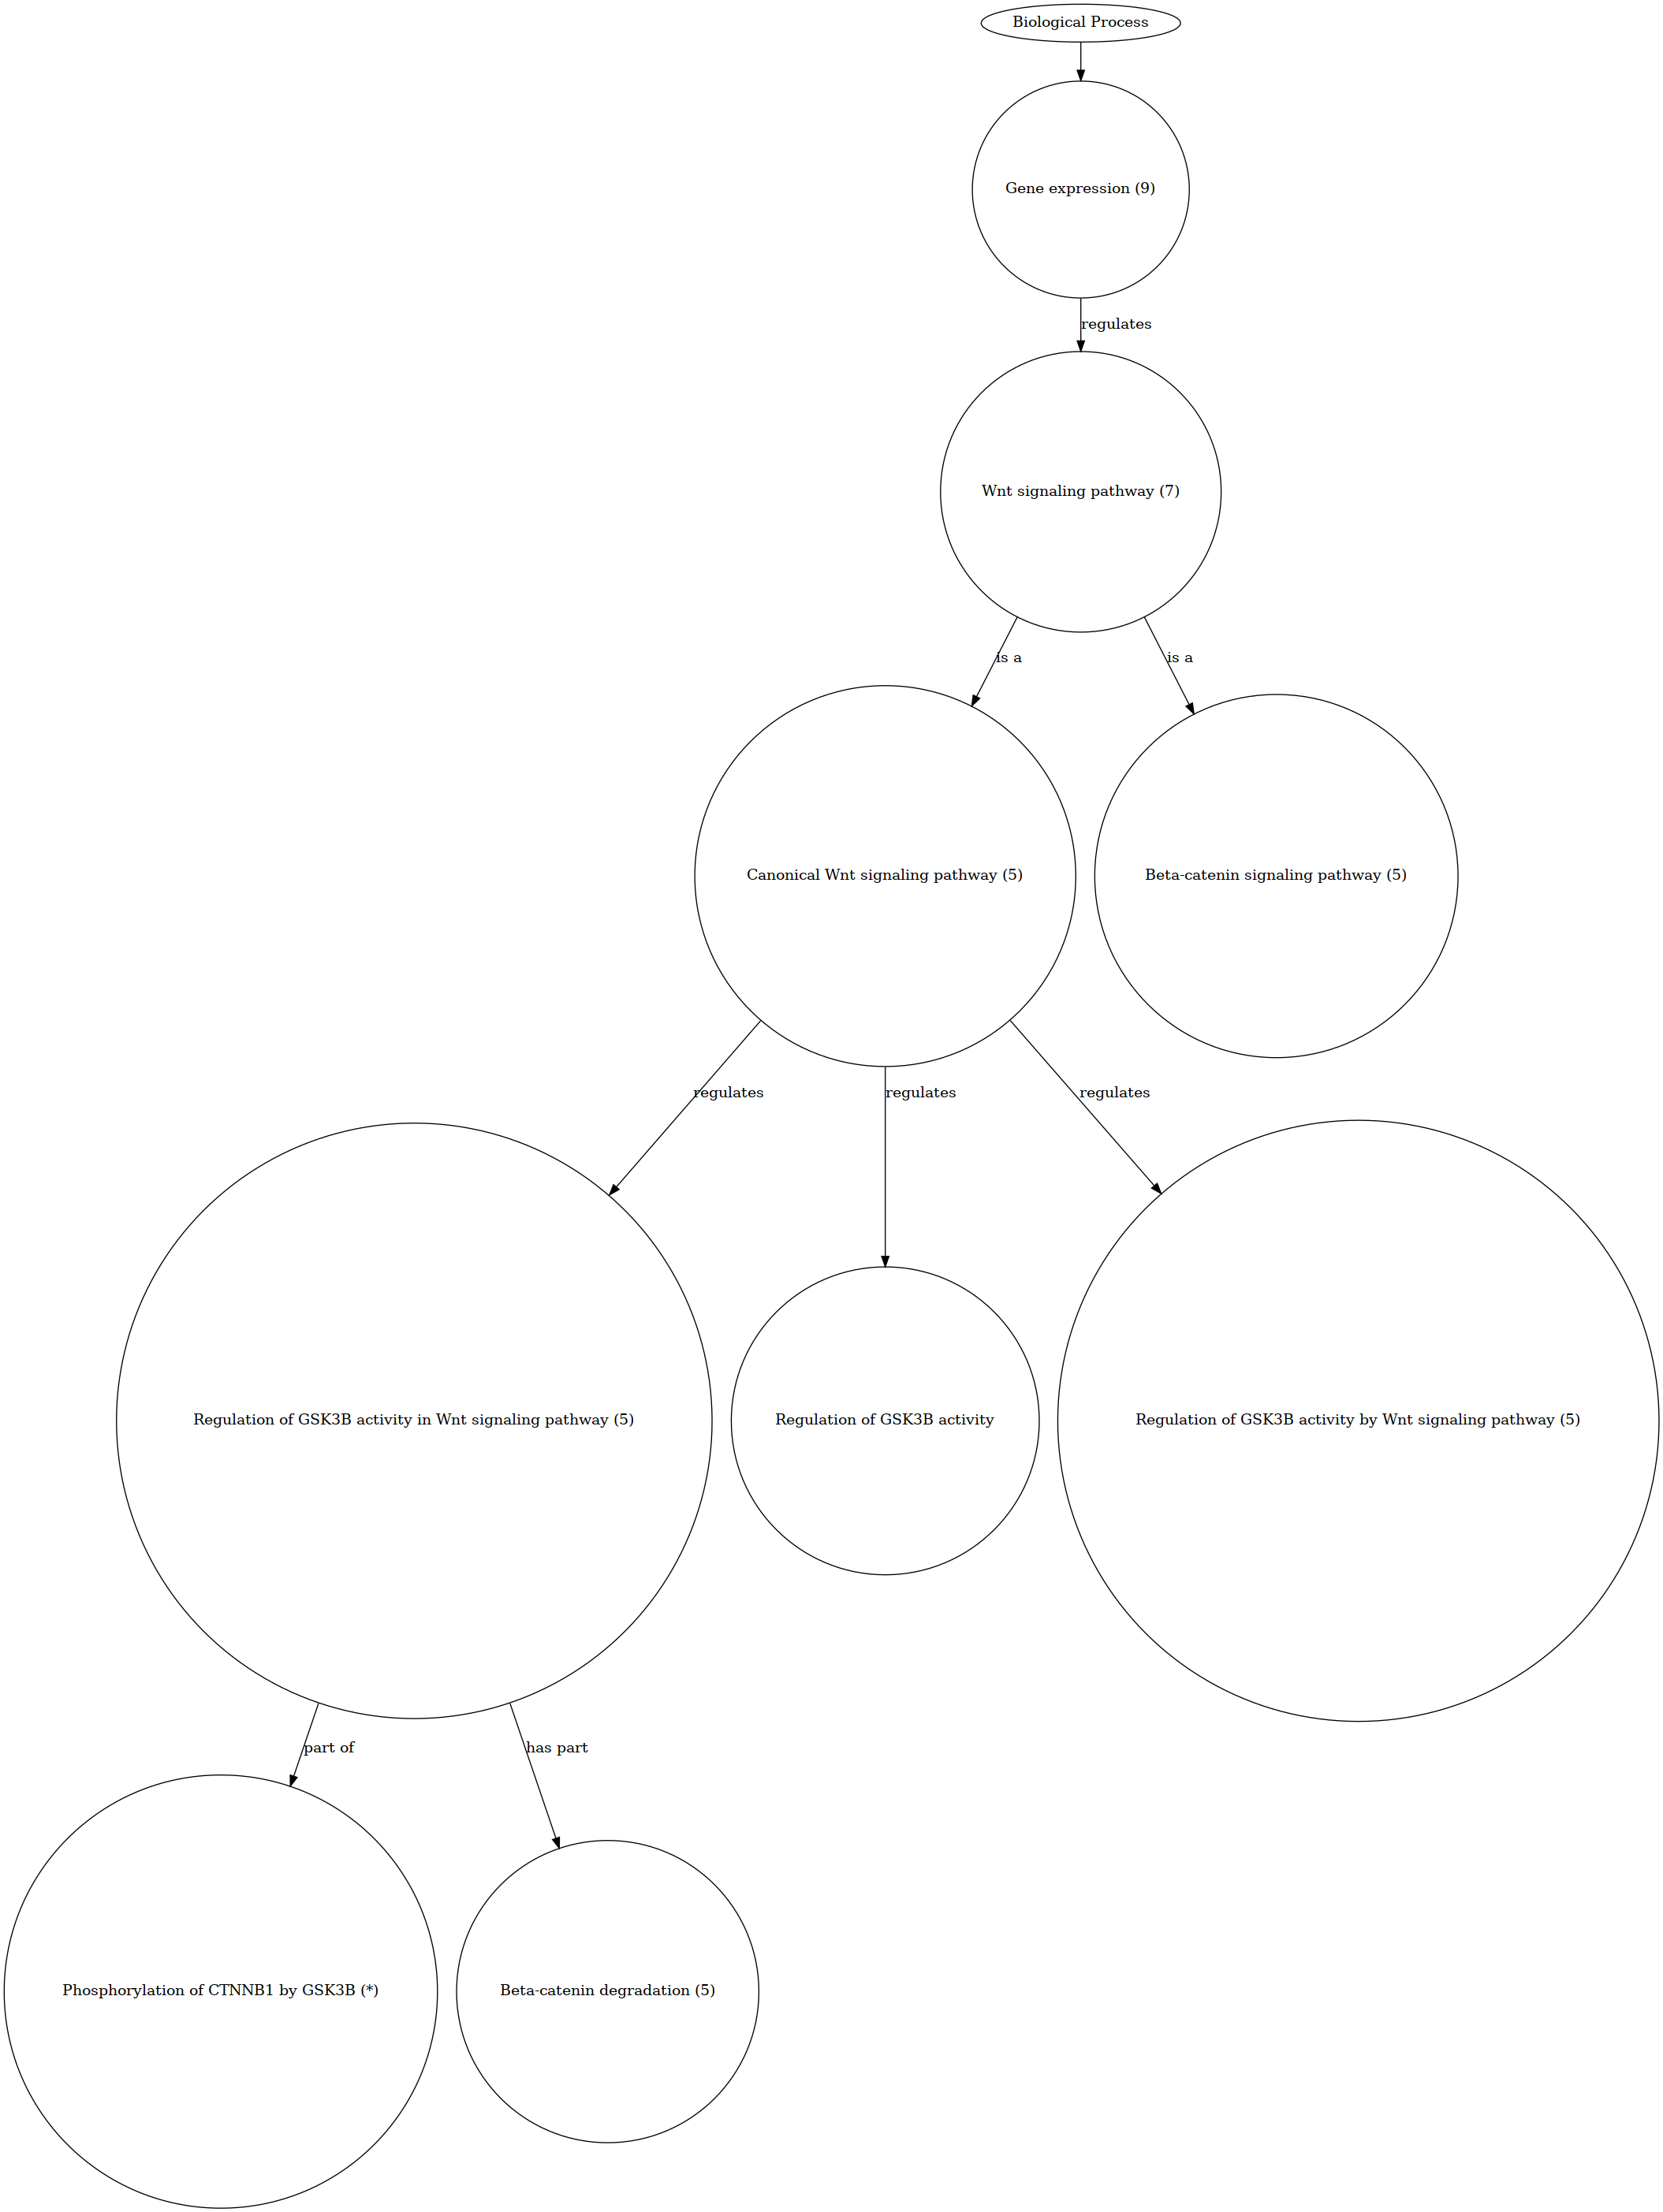 Biological Process
Gene expression (9)
regulates
Wnt signaling pathway (7)
is a
is a
Canonical Wnt signaling pathway (5)
Beta-catenin signaling pathway (5)
regulates
regulates
regulates
Regulation of GSK3B activity in Wnt signaling pathway (5)
Regulation of GSK3B activity
Regulation of GSK3B activity by Wnt signaling pathway (5)
part of
has part
Phosphorylation of CTNNB1 by GSK3B (*)
Beta-catenin degradation (5)